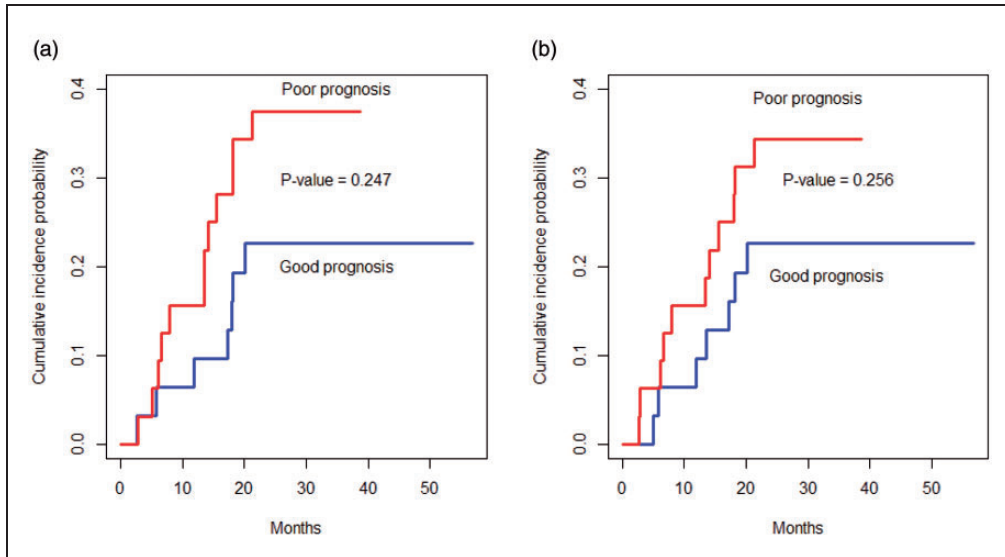 (a)
Cumulative incidence probability
0.4
0.3
0.2
0.1
0.0
Poor prognosis
P-value = 0.247
Good prognosis
0 10 20 30 40 50
Months
(b)
Cumulative incidence probability
0.4
0.3
0.2
0.1
0.0
Poor prognosis
P-value = 0.256
Good prognosis
0 10 20 30 40 50
Months